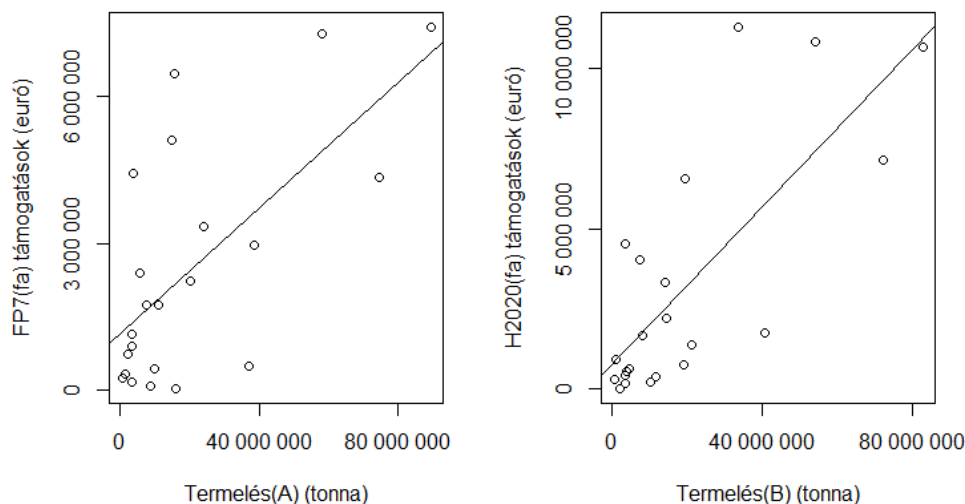 FP7(fa) támogatások (euró)
6 000 000
3 000 000
0
0 40 000 000 80 000 000
Termelés(A) (tonna)
H2020(fa) támogatások (euró)
10 000 000
5 000 000
0
0 40 000 000 80 000 000
Termelés(B) (tonna)